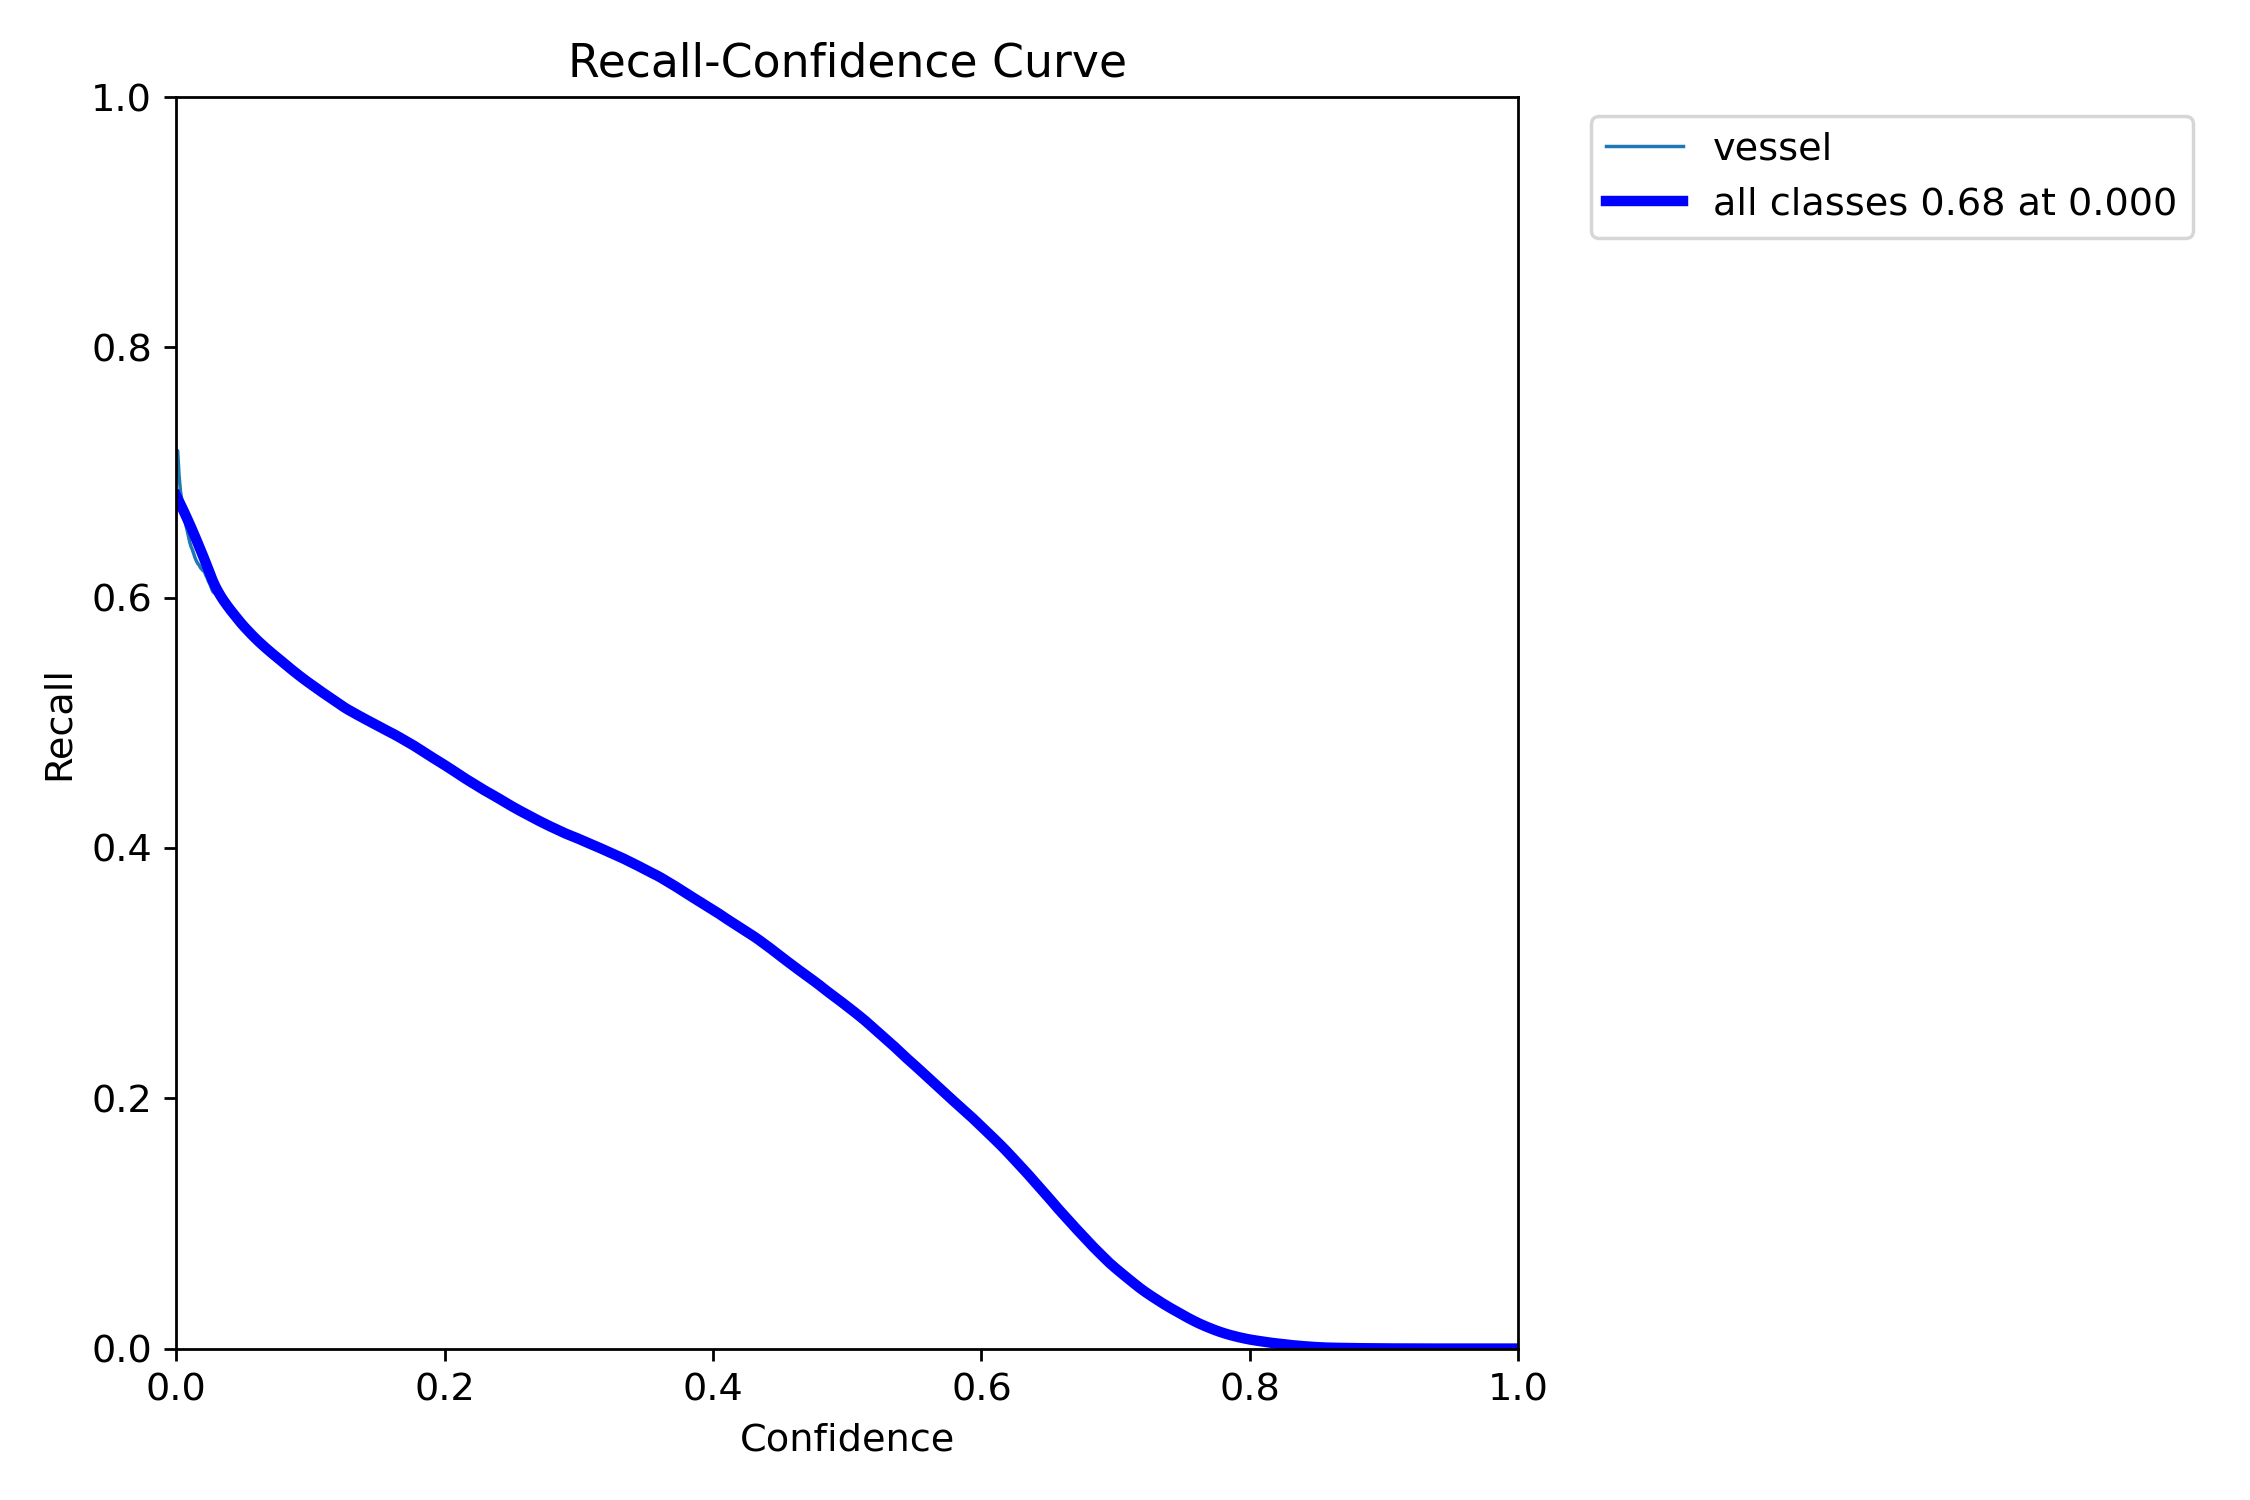 Recall-Confidence Curve
1.0
0.8
0.6
0.4
0.2
0.0
Recall
0.0 0.2 0.4 0.6 0.8 1.0
Confidence
vessel
all classes 0.68 at 0.000